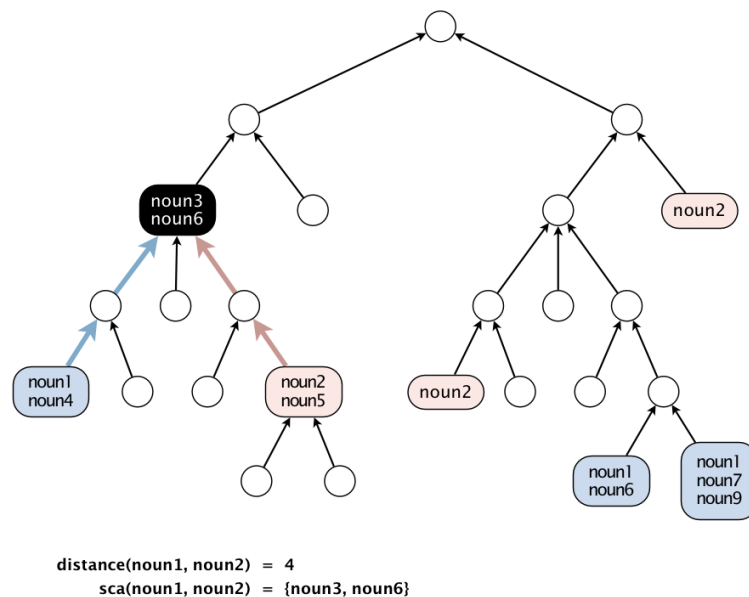 noun3
noun6
noun2
noun1
noun4
noun2
noun5
noun2
noun1
noun6
noun1
noun7
noun9
distance(noun1, noun2) = 4
sca(noun1, noun2) = {noun3, noun6}